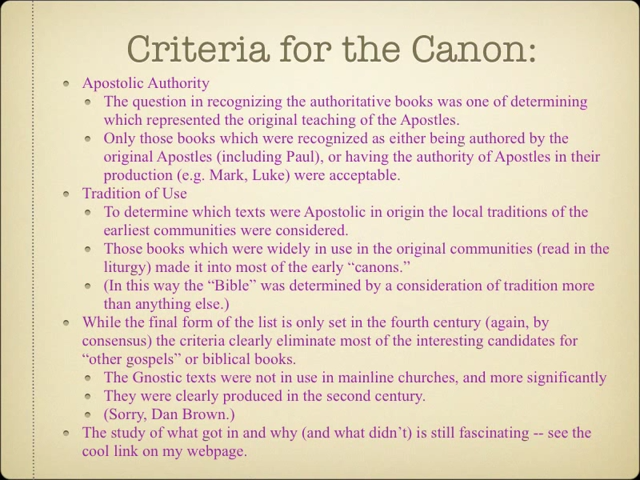 Criteria for the Canon:
Apostolic Authority
The question in recognizing the authoritative books was one of determining
which represented the original teaching of the Apostles.
Only those books which were recognized as either being authored by the
original Apostles (including Paul), or having the authority of Apostles in their
production (e.g. Mark, Luke) were acceptable.
Tradition of Use
To determine which texts were Apostolic in origin the local traditions of the
earliest communities were considered.
Those books which were widely in use in the original communities (read in the
liturgy) made it into most of the early “canons.”
(In this way the “Bible” was determined by a consideration of tradition more
than anything else.)
While the final form of the list is only set in the fourth century (again, by
consensus) the criteria clearly eliminate most of the interesting candidates for
“other gospels” or biblical books.
The Gnostic texts were not in use in mainline churches, and more significantly
They were clearly produced in the second century.
(Sorry, Dan Brown.)
The study of what got in and why (and what didn’t) is still fascinating -- see the
cool link on my webpage.